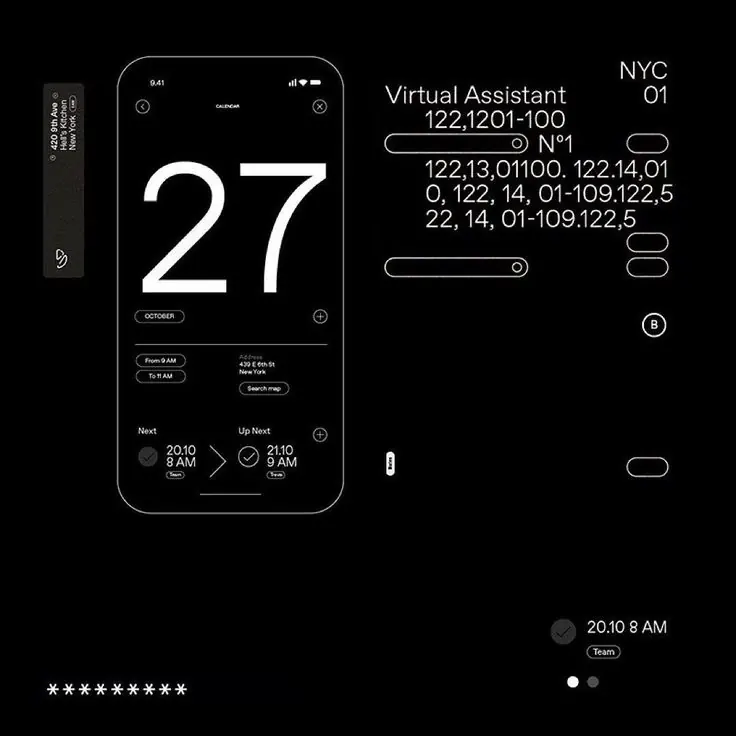 420 9th Ave
Hell's Kitchen
New York
9.41
CALENDAR
27
OCTOBER
From 9 AM
To 11 AM
Address
439 E 6th St
New York
Search map
Next
20.10
8 AM
Team
Up Next
21.10
9 AM
NYC
Virtual Assistant 01
122,1201-100
N°1
122,13,01100. 122.14,01
0, 122, 14, 01-109.122,5
22, 14, 01-109.122,5
B
20.10 8 AM
Team
*********